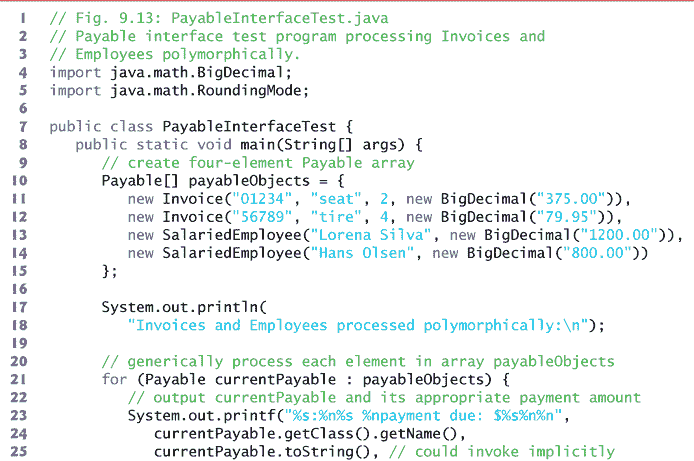 1 // Fig. 9.13: PayableInterfaceTest.java
2 // Payable interface test program processing Invoices and
3 // Employees polymorphically.
4 import java.math.BigDecimal;
5 import java.math.RoundingMode;
6
7 public class PayableInterfaceTest {
8    public static void main(String[] args) {
9       // create four-element Payable array
10       Payable[] payableObjects = {
11          new Invoice("01234", "seat", 2, new BigDecimal("375.00")),
12          new Invoice("56789", "tire", 4, new BigDecimal("79.95")),
13          new SalariedEmployee("Lorena Silva", new BigDecimal("1200.00")),
14          new SalariedEmployee("Hans Olsen", new BigDecimal("800.00"))
15       };
16
17       System.out.println(
18          "Invoices and Employees processed polymorphically:\n");
19
20       // generically process each element in array payableObjects
21       for (Payable currentPayable : payableObjects) {
22          // output currentPayable and its appropriate payment amount
23          System.out.printf("%s:%n%s %npayment due: $%s%n%n",
24             currentPayable.getClass().getName(),
25             currentPayable.toString(), // could invoke implicitly